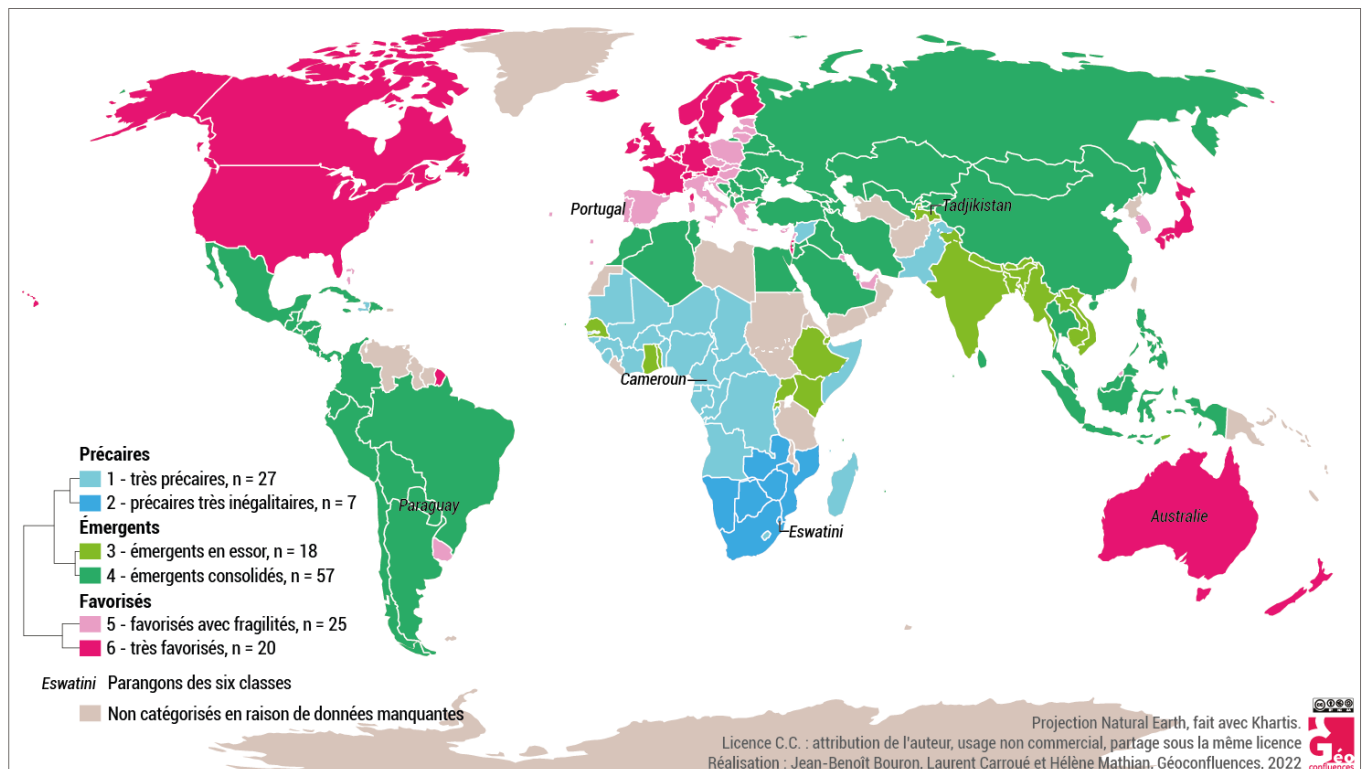 Portugal
Tadjikistan
Cameroun
Paraguay
Eswatini
Australie
Précaires
1 - très précaires, n = 27
2 - précaires très inégalitaires, n = 7
Émergents
3 - émergents en essor, n = 18
4 - émergents consolidés, n = 57
Favorisés
5 - favorisés avec fragilités, n = 25
6 - très favorisés, n = 20
Eswatini Parangons des six classes
Non catégorisés en raison de données manquantes
Projection Natural Earth, fait avec Khartis.
Licence C.C. : attribution de l'auteur, usage non commercial, partage sous la même licence
Réalisation : Jean-Benoît Bouron, Laurent Carroué et Hélène Mathian, Géoconfluences, 2022
Géo
confluences